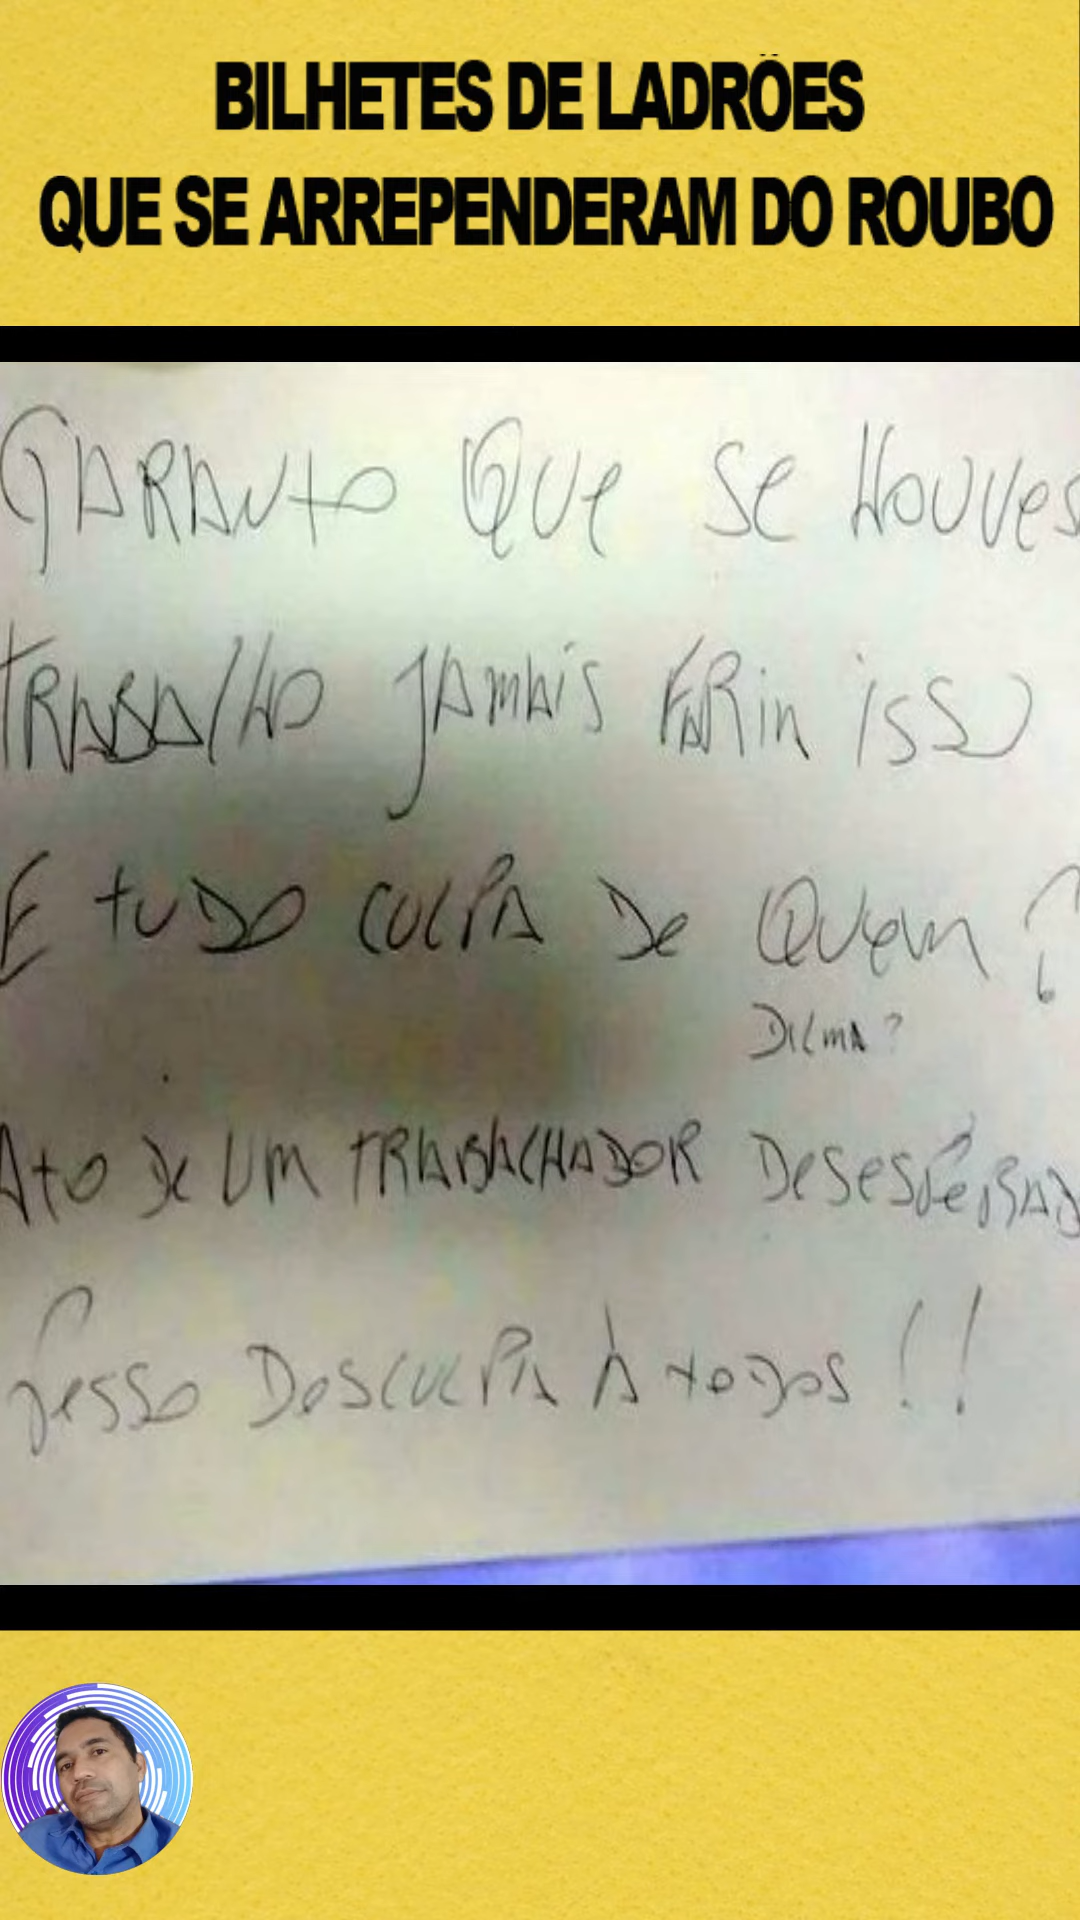 BILHETES DE LADRÕES
QUE SE ARREPENDERAM DO ROUBO
GARANTO QUE SE HOUVES
TRABALHO JAMAIS FARIA ISSO
E TUDO CULPA DE QUEM ?
DILMA ?
ATO DE UM TRABALHADOR DESESPERAD
PESSO DESCULPA À TODOS !!